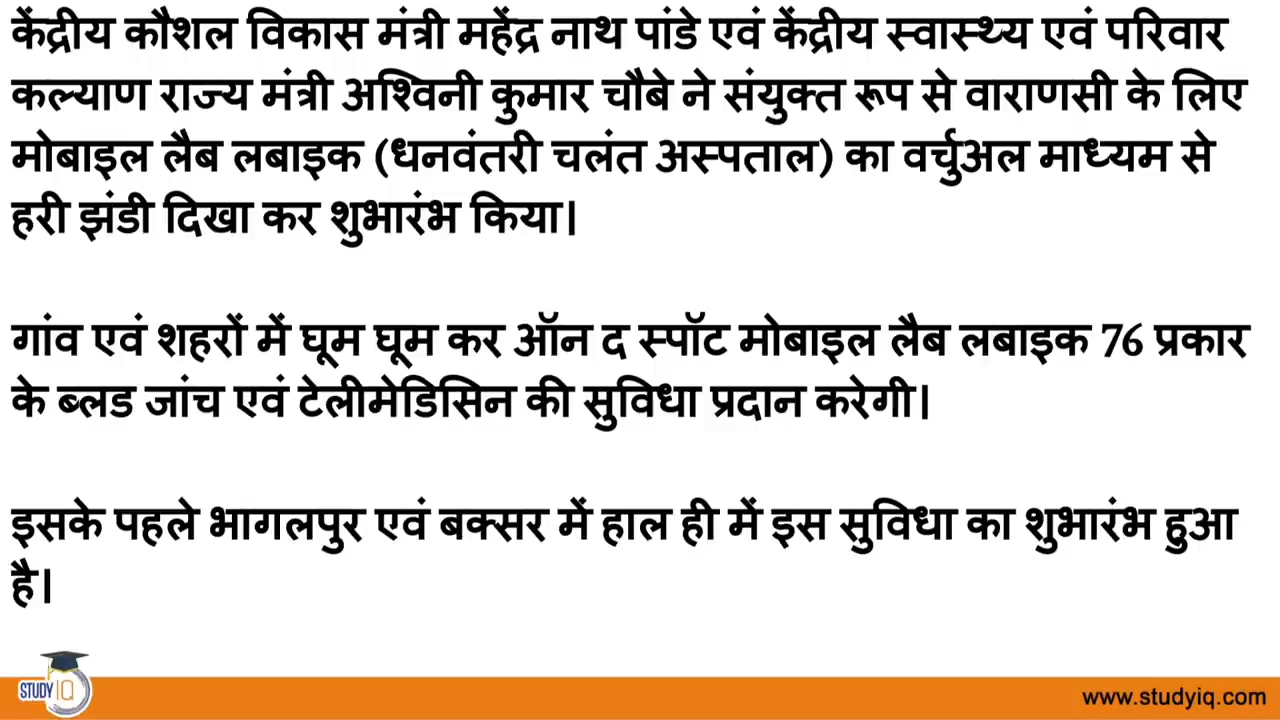 केंद्रीय कौशल विकास मंत्री महेंद्र नाथ पांडे एवं केंद्रीय स्वास्थ्य एवं परिवार
कल्याण राज्य मंत्री अश्विनी कुमार चौबे ने संयुक्त रूप से वाराणसी के लिए
मोबाइल लैब लबाइक (धनवंतरी चलंत अस्पताल) का वर्चुअल माध्यम से
हरी झंडी दिखा कर शुभारंभ किया।
गांव एवं शहरों में घूम घूम कर ऑन द स्पॉट मोबाइल लैब लबाइक 76 प्रकार
के ब्लड जांच एवं टेलीमेडिसिन की सुविधा प्रदान करेगी।
इसके पहले भागलपुर एवं बक्सर में हाल ही में इस सुविधा का शुभारंभ हुआ
है।
STUDY IQ
www.studyiq.com